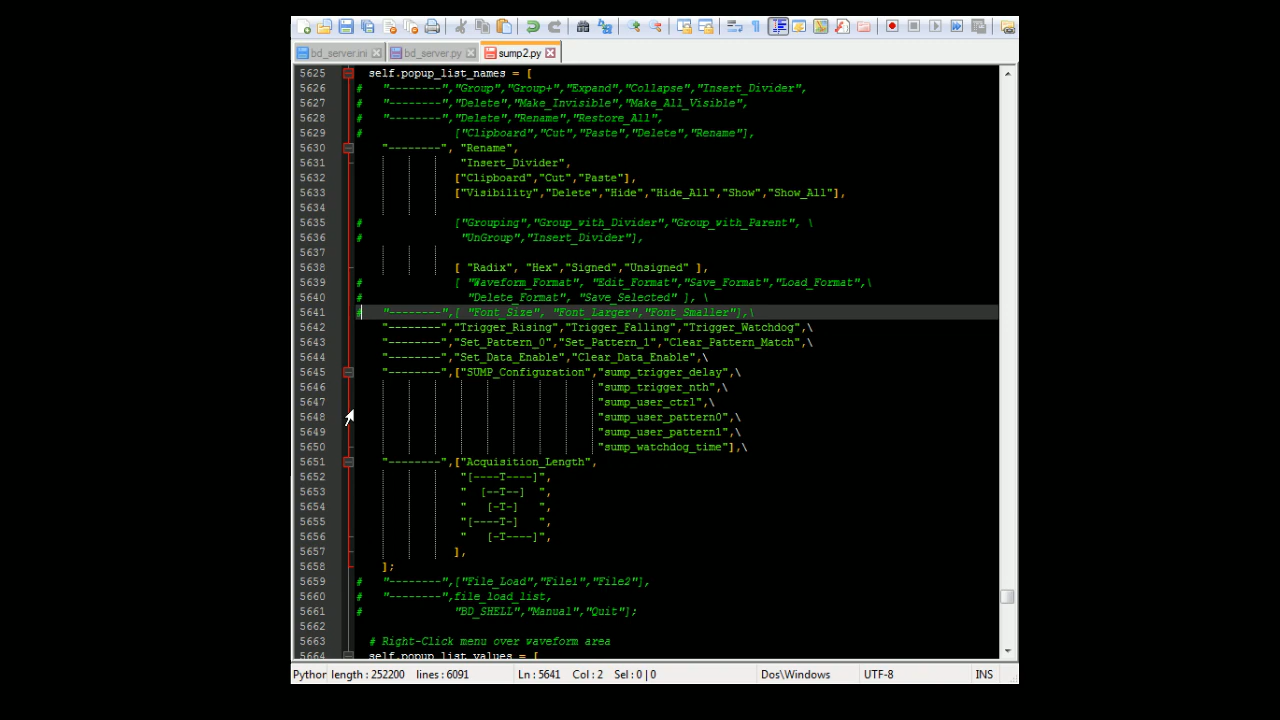 bd_server.ini bd_server.py sump2.py
5625 self.popup_list_names = [
5626 # "--------","Group","Group+","Expand","Collapse","Insert_Divider",
5627 # "--------","Delete","Make_Invisible","Make_All_Visible",
5628 # "--------","Delete","Rename","Restore_All",
5629 # ["Clipboard","Cut","Paste","Delete","Rename"],
5630 "--------", "Rename",
5631 "Insert_Divider",
5632 ["Clipboard","Cut","Paste"],
5633 ["Visibility","Delete","Hide","Hide_All","Show","Show_All"],
5634
5635 # ["Grouping","Group_with_Divider","Group_with_Parent", \
5636 # "UnGroup","Insert_Divider"],
5637
5638 [ "Radix", "Hex","Signed","Unsigned" ],
5639 # [ "Waveform_Format", "Edit_Format","Save_Format","Load_Format",\
5640 # "Delete_Format", "Save_Selected" ], \
5641 # "--------",[ "Font_Size", "Font_Larger","Font_Smaller"],\
5642 "--------","Trigger_Rising","Trigger_Falling","Trigger_Watchdog",\
5643 "--------","Set_Pattern_0","Set_Pattern_1","Clear_Pattern_Match",\
5644 "--------","Set_Data_Enable","Clear_Data_Enable",\
5645 "--------",["SUMP_Configuration","sump_trigger_delay",\
5646 "sump_trigger_nth",\
5647 "sump_user_ctrl",\
5648 "sump_user_pattern0",\
5649 "sump_user_pattern1",\
5650 "sump_watchdog_time"],\
5651 "--------",["Acquisition_Length",
5652 "[----T----]",
5653 "  [--T--]  ",
5654 "   [-T-]   ",
5655 "[----T-]   ",
5656 "   [-T----]",
5657 ],
5658 ];
5659 # "--------",["File_Load","File1","File2"],
5660 # "--------",file_load_list,
5661 # "BD_SHELL","Manual","Quit"];
5662
5663 # Right-Click menu over waveform area
5664 self.popup_list_values = [
Python length : 252200 lines : 6091 Ln : 5641 Col : 2 Sel : 0 | 0 Dos\Windows UTF-8 INS